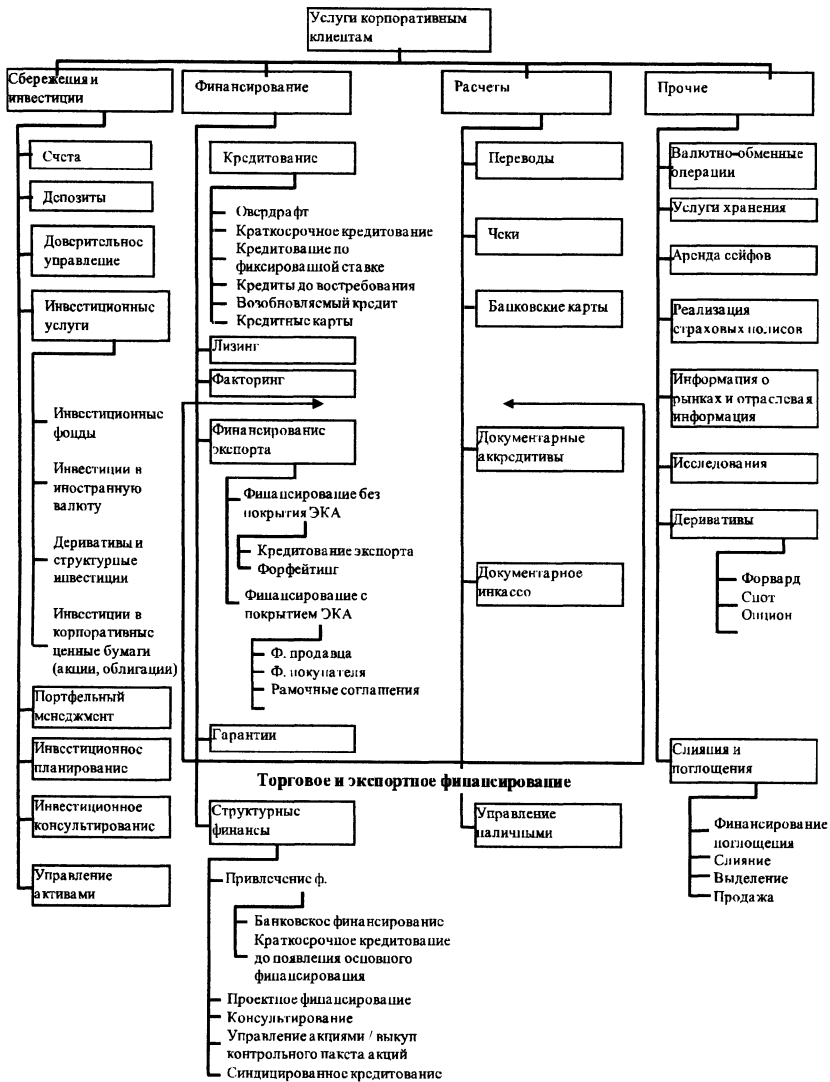 Услуги корпоративным
клиентам
Сбережения и
инвестиции
Счета
Депозиты
Доверительное
управление
Инвестиционные
услуги
Инвестиционные
фонды
Инвестиции в
иностранную
валюту
Деривативы и
структурные
инвестиции
Инвестиции в
корпоративные
ценные бумаги
(акции, облигации)
Портфельный
менеджмент
Инвестиционное
планирование
Инвестиционное
консультирование
Управление
активами
Финансирование
Кредитование
Овердрафт
Краткосрочное кредитование
Кредитование по
фиксированной ставке
Кредиты до востребования
Возобновляемый кредит
Кредитные карты
Лизинг
Факторинг
Финансирование
экспорта
Финансирование без
покрытия ЭКА
Кредитование экспорта
Форфейтинг
Финансирование с
покрытием ЭКА
Ф. продавца
Ф. покупателя
Рамочные соглашения
Гарантии
Торговое и экспортное финансирование
Структурные
финансы
Привлечение ф.
Банковское финансирование
Краткосрочное кредитование
до появления основного
финансирования
Проектное финансирование
Консультирование
Управление акциями / выкуп
контрольного пакета акций
Синдицированное кредитование
Расчеты
Переводы
Чеки
Банковские карты
Документарные
аккредитивы
Документарное
инкассо
Управление
наличными
Прочие
Валютно-обменные
операции
Услуги хранения
Аренда сейфов
Реализация
страховых полисов
Информация о
рынках и отраслевая
информация
Исследования
Деривативы
Форвард
Спот
Опцион
Слияния и
поглощения
Финансирование
поглощения
Слияние
Выделение
Продажа